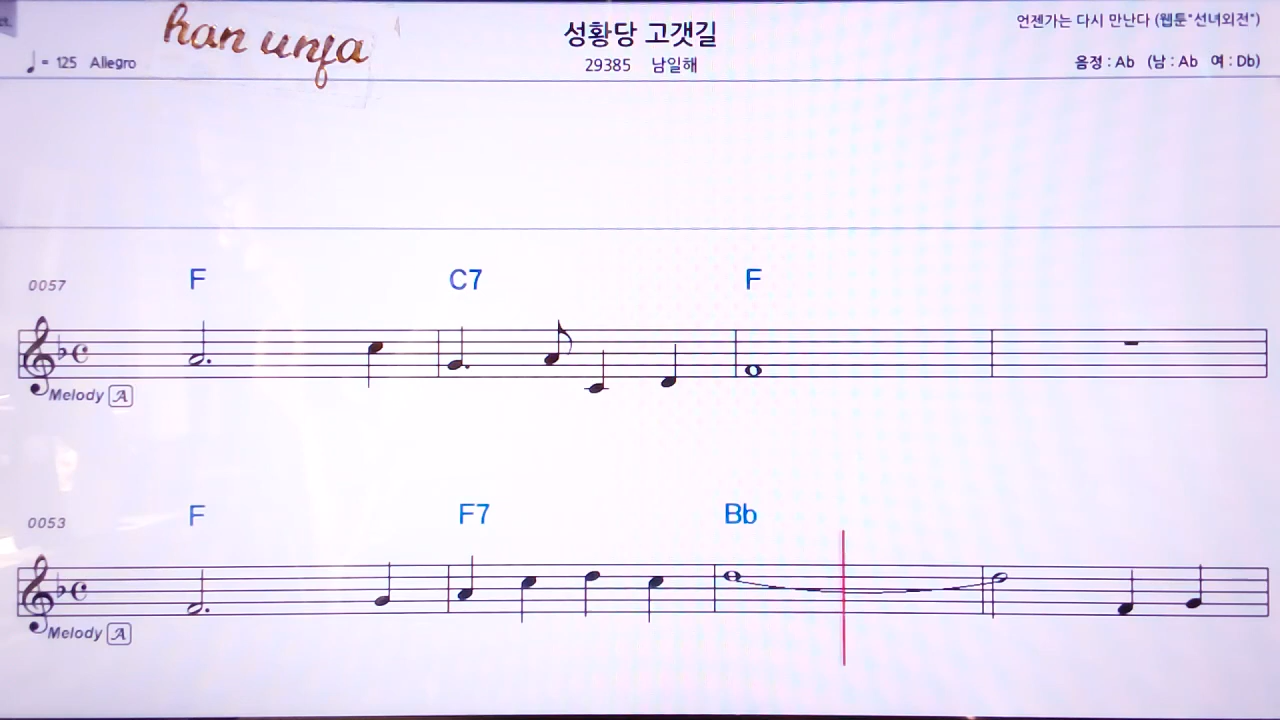 han unfa
성황당 고갯길
언젠가는 다시 만난다 (웹툰"선녀외전")
♩ = 125 Allegro
29385 남일해
음정 : Ab (남 : Ab 여 : Db)
0057 F C7 F
Melody A
0053 F F7 Bb
Melody A